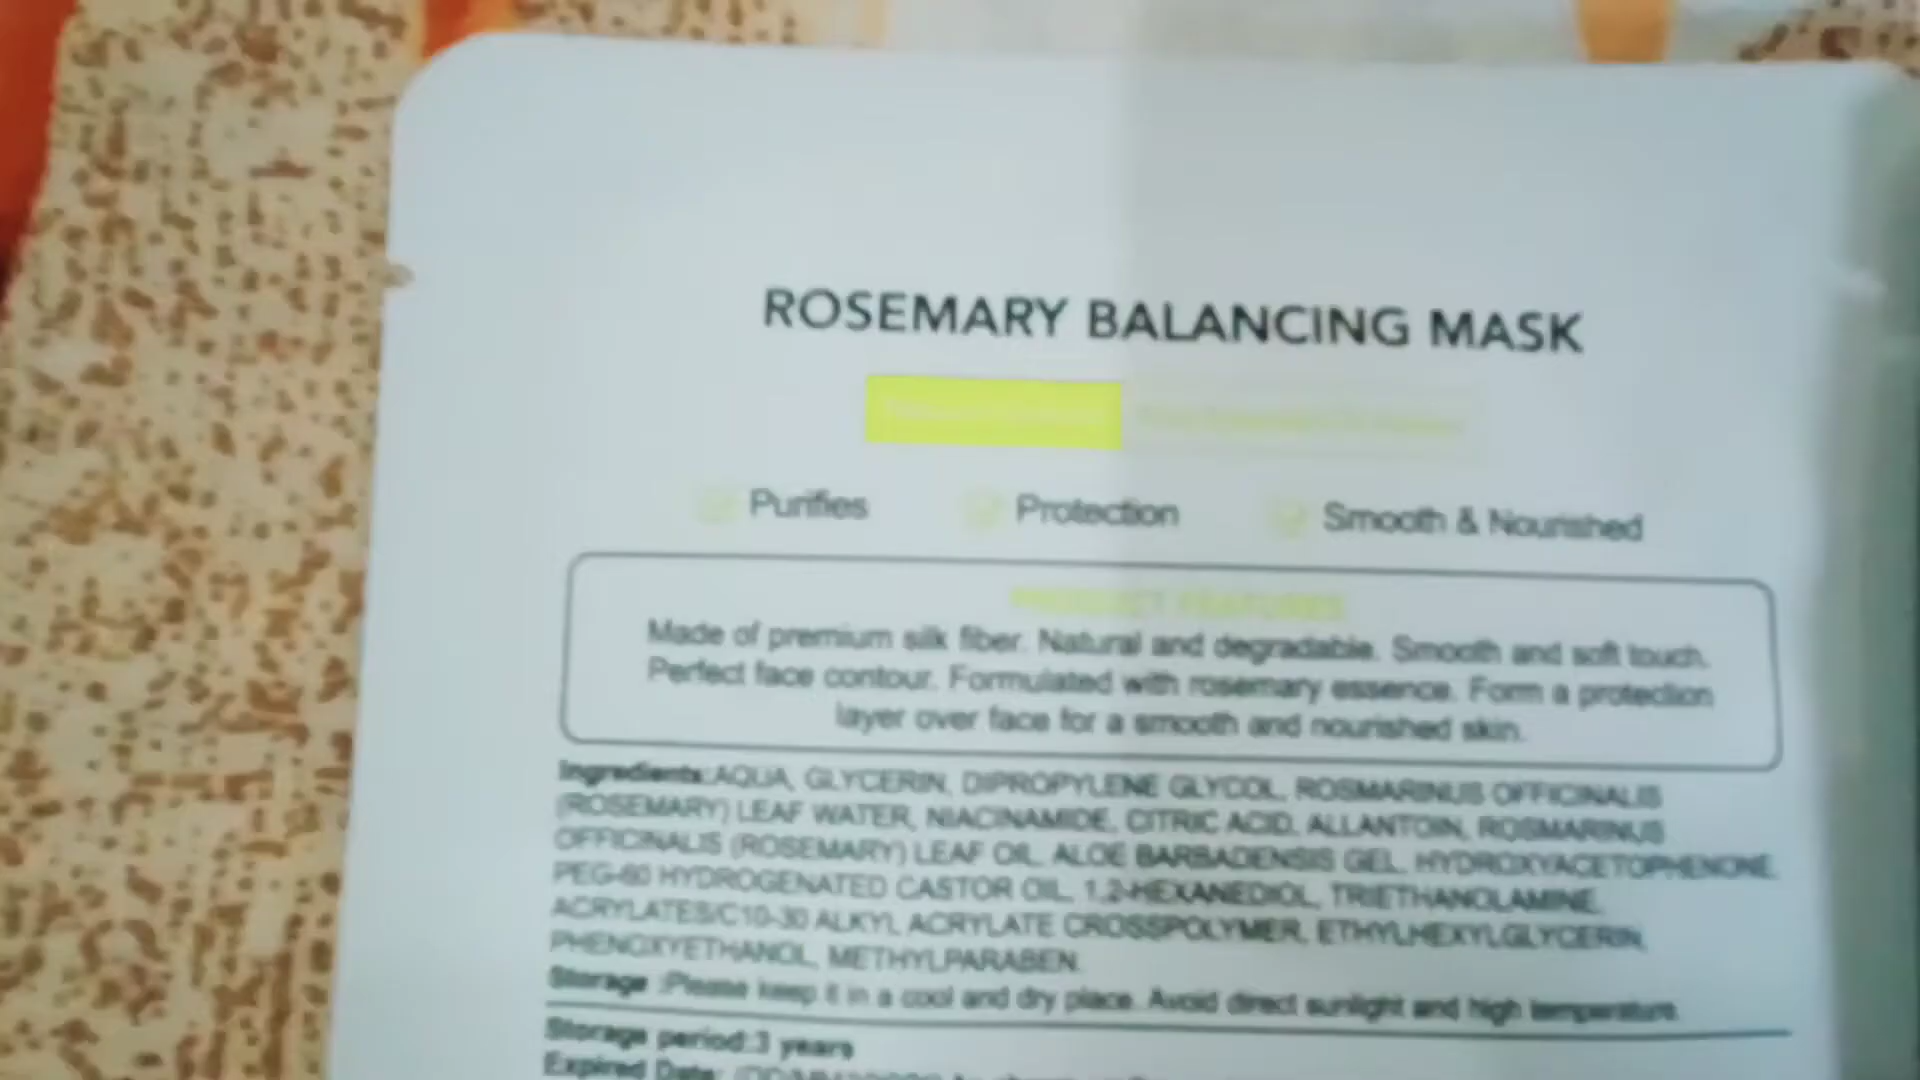 ROSEMARY BALANCING MASK
Purifies Protection Smooth & Nourished
PRODUCT FEATURES
Made of premium silk fiber. Natural and degradable. Smooth and soft touch.
Perfect face contour. Formulated with rosemary essence. Form a protection
layer over face for a smooth and nourished skin.
Ingredients:AQUA, GLYCERIN, DIPROPYLENE GLYCOL, ROSMARINUS OFFICINALIS
(ROSEMARY) LEAF WATER, NIACINAMIDE, CITRIC ACID, ALLANTOIN, ROSMARINUS
OFFICINALIS (ROSEMARY) LEAF OIL, ALOE BARBADENSIS GEL, HYDROXYACETOPHENONE,
PEG-60 HYDROGENATED CASTOR OIL, 1,2-HEXANEDIOL, TRIETHANOLAMINE,
ACRYLATES/C10-30 ALKYL ACRYLATE CROSSPOLYMER, ETHYLHEXYLGLYCERIN,
PHENOXYETHANOL, METHYLPARABEN.
Storage :Please keep it in a cool and dry place. Avoid direct sunlight and high temperature.
Storage period:3 years
Expired Date: